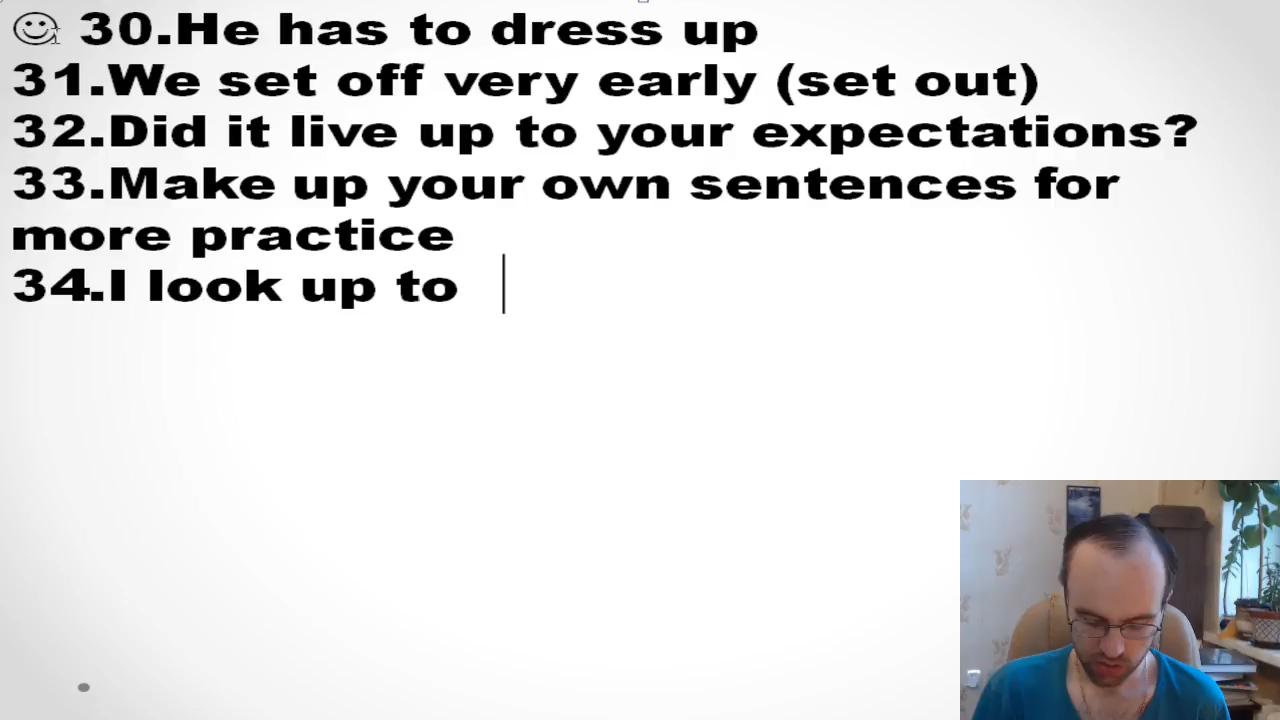 30.He has to dress up
31.We set off very early (set out)
32.Did it live up to your expectations?
33.Make up your own sentences for
more practice
34.I look up to